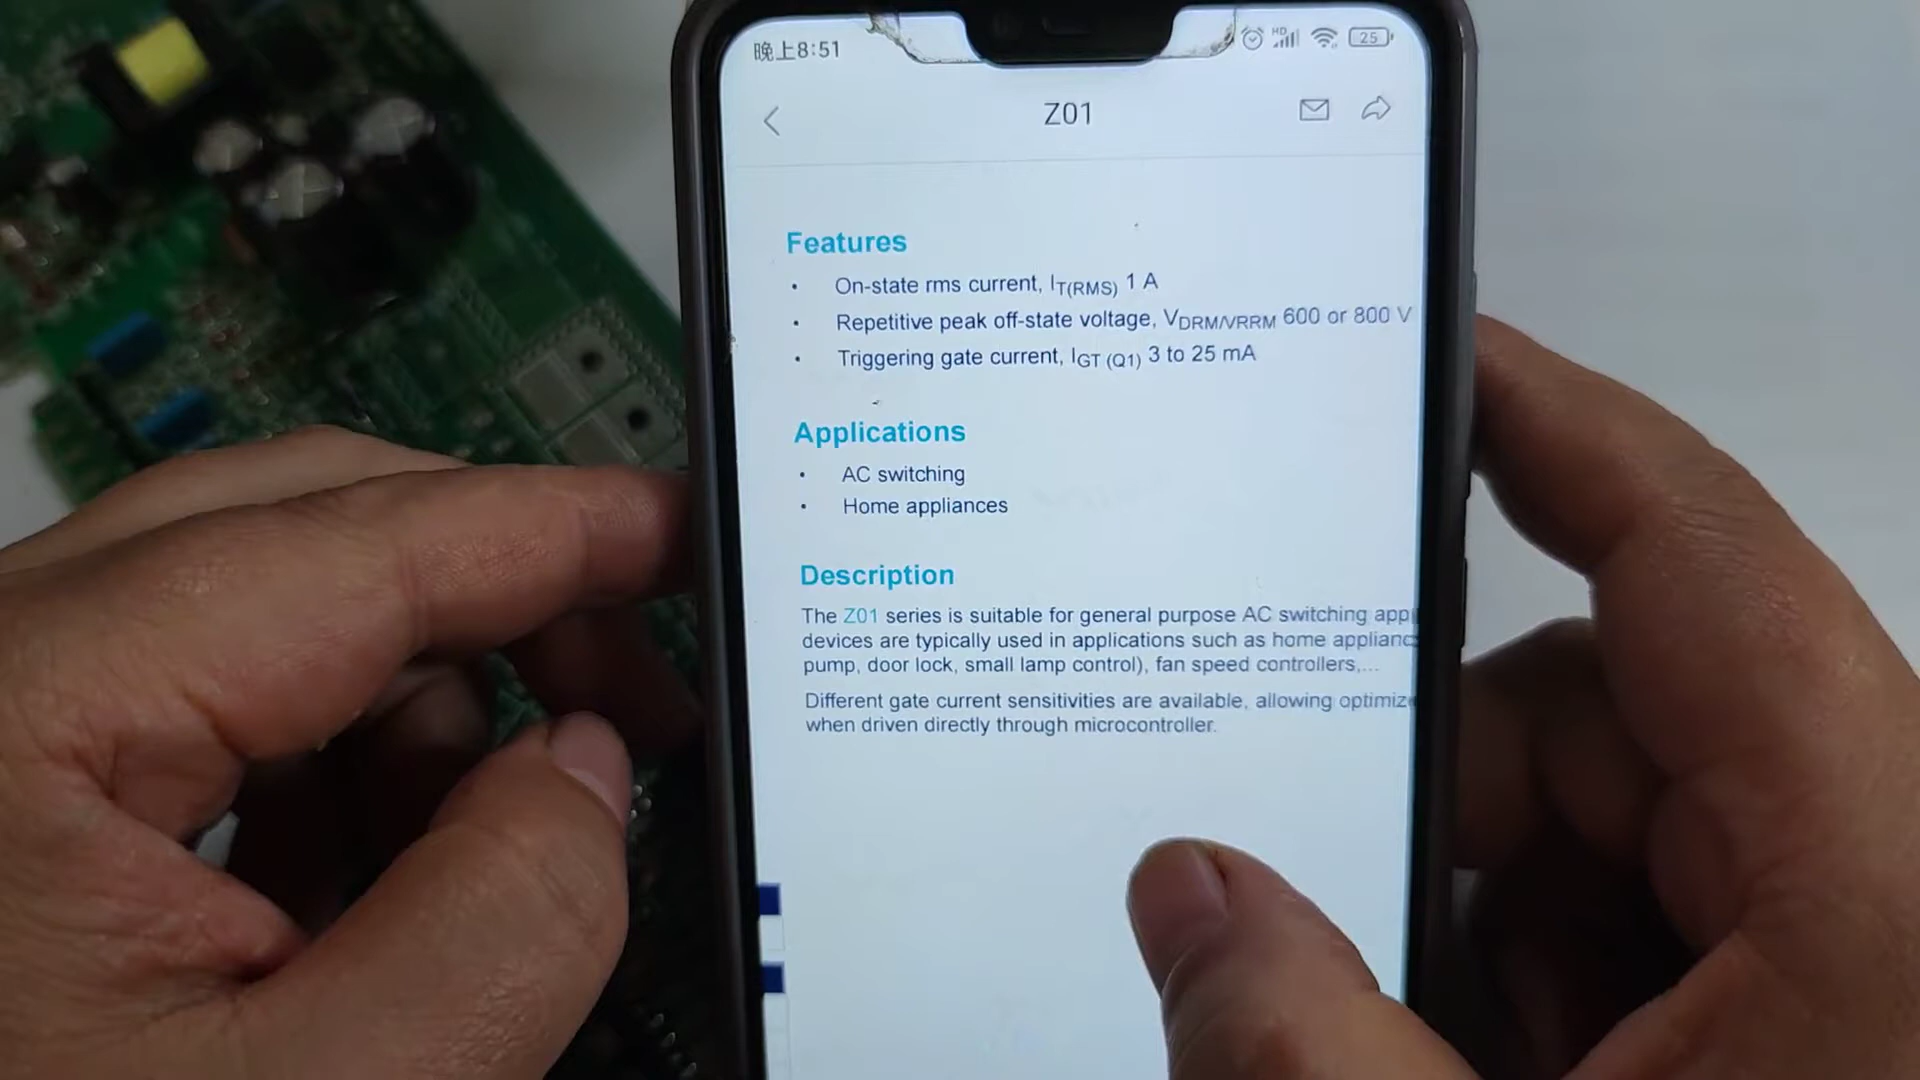 晚上8:51
HD
25
Z01
Features
• On-state rms current, IT(RMS) 1 A
• Repetitive peak off-state voltage, VDRM/VRRM 600 or 800 V
• Triggering gate current, IGT (Q1) 3 to 25 mA
Applications
• AC switching
• Home appliances
Description
The Z01 series is suitable for general purpose AC switching app
devices are typically used in applications such as home applianc
pump, door lock, small lamp control), fan speed controllers,...
Different gate current sensitivities are available, allowing optimiz
when driven directly through microcontroller.